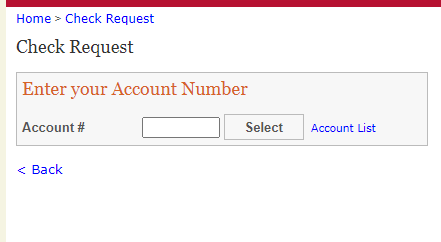 Home > Check Request
Check Request
Enter your Account Number
Account # Select Account List
< Back